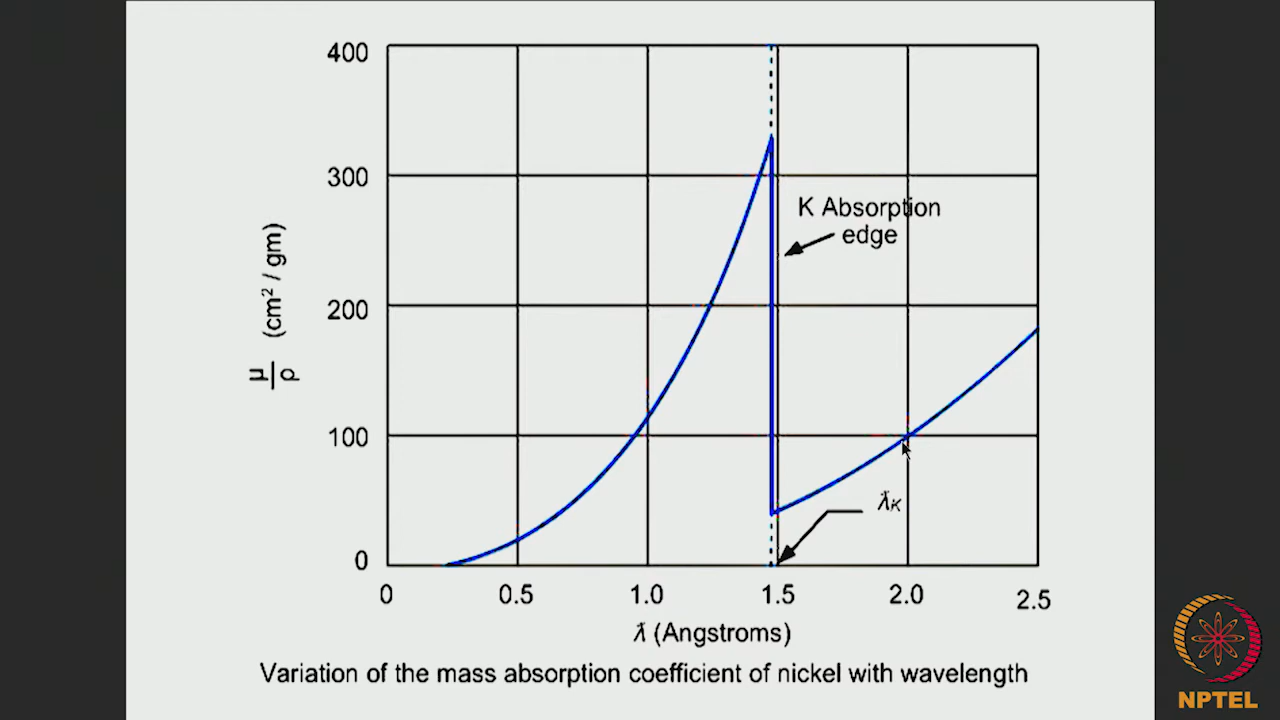 400
300
200
100
0
μ/ρ (cm² / gm)
K Absorption
edge
λK
0 0.5 1.0 1.5 2.0 2.5
λ (Angstroms)
Variation of the mass absorption coefficient of nickel with wavelength
NPTEL